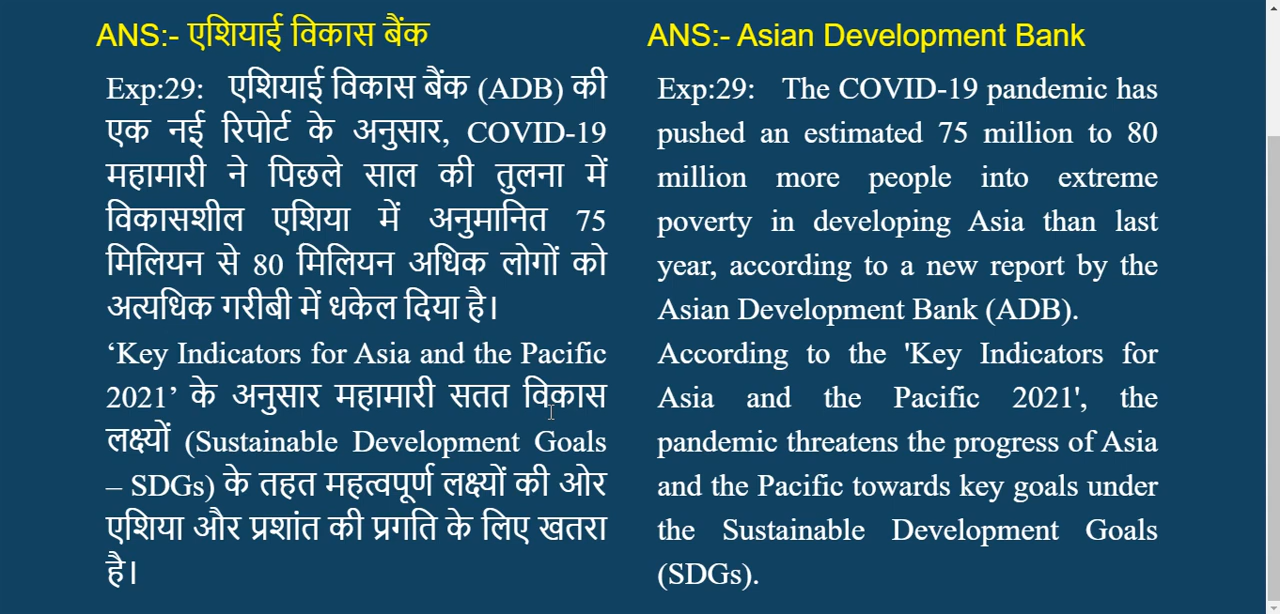 ANS:- एशियाई विकास बैंक
Exp:29: एशियाई विकास बैंक (ADB) की
एक नई रिपोर्ट के अनुसार, COVID-19
महामारी ने पिछले साल की तुलना में
विकासशील एशिया में अनुमानित 75
मिलियन से 80 मिलियन अधिक लोगों को
अत्यधिक गरीबी में धकेल दिया है।
‘Key Indicators for Asia and the Pacific
2021’ के अनुसार महामारी सतत विकास
लक्ष्यों (Sustainable Development Goals
– SDGs) के तहत महत्वपूर्ण लक्ष्यों की ओर
एशिया और प्रशांत की प्रगति के लिए खतरा
है।
ANS:- Asian Development Bank
Exp:29: The COVID-19 pandemic has
pushed an estimated 75 million to 80
million more people into extreme
poverty in developing Asia than last
year, according to a new report by the
Asian Development Bank (ADB).
According to the 'Key Indicators for
Asia and the Pacific 2021', the
pandemic threatens the progress of Asia
and the Pacific towards key goals under
the Sustainable Development Goals
(SDGs).